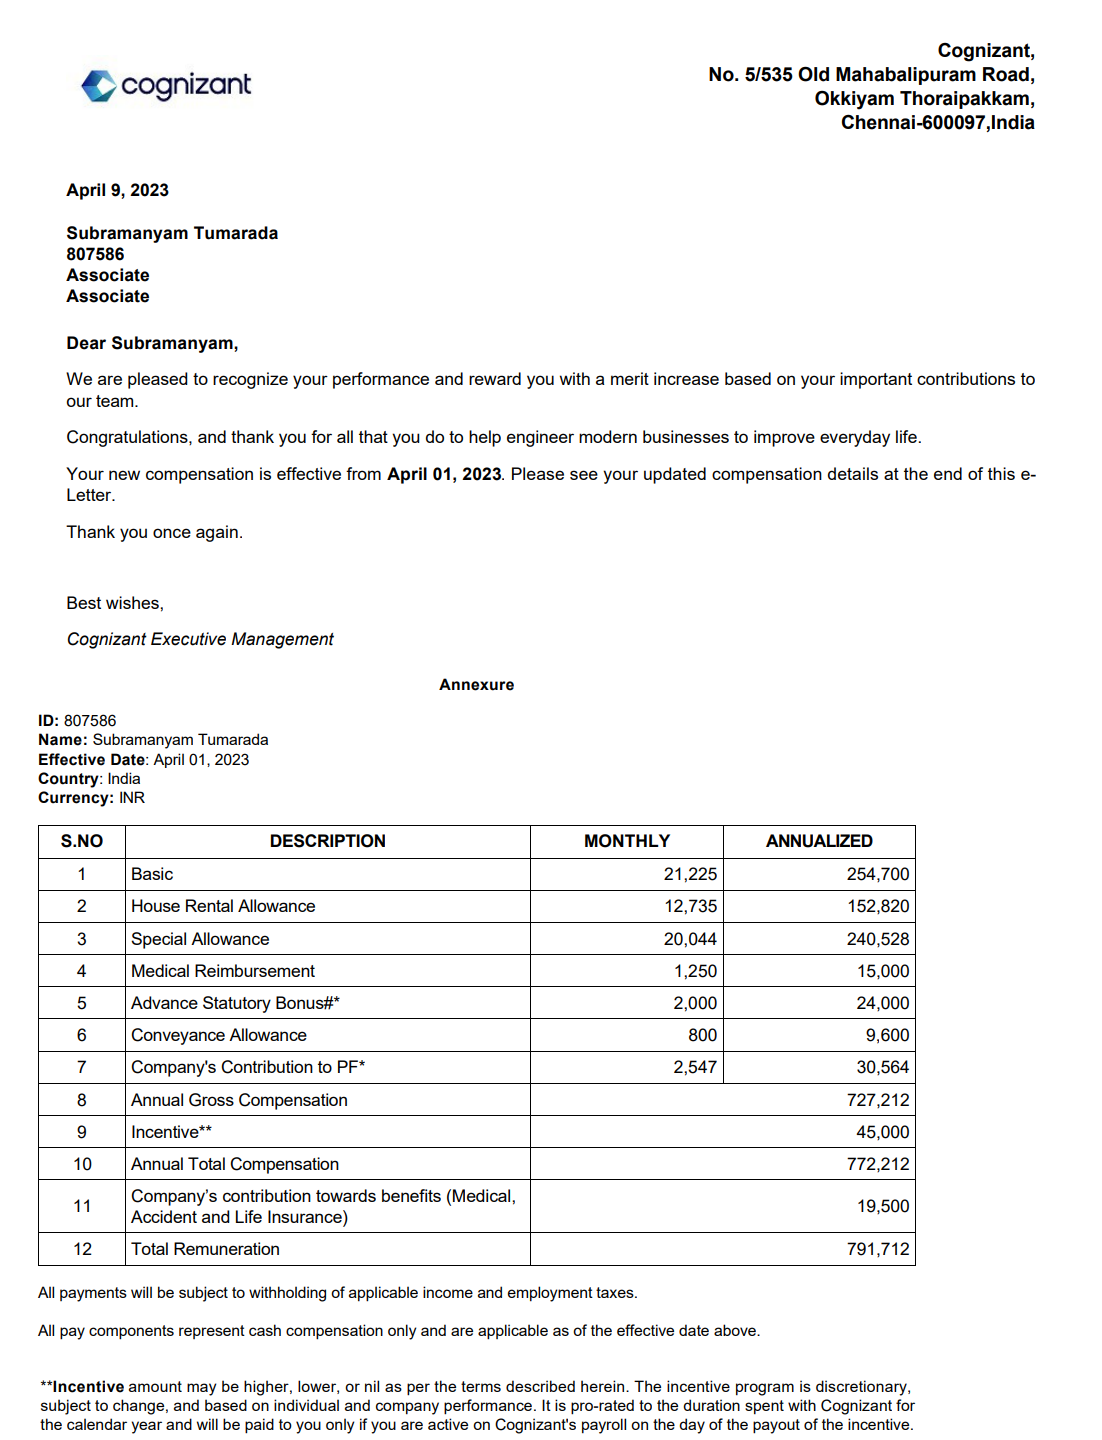 cognizant
Cognizant,
No. 5/535 Old Mahabalipuram Road,
Okkiyam Thoraipakkam,
Chennai-600097,India
April 9, 2023
Subramanyam Tumarada
807586
Associate
Associate
Dear Subramanyam,
We are pleased to recognize your performance and reward you with a merit increase based on your important contributions to
our team.
Congratulations, and thank you for all that you do to help engineer modern businesses to improve everyday life.
Your new compensation is effective from April 01, 2023. Please see your updated compensation details at the end of this e-
Letter.
Thank you once again.
Best wishes,
Cognizant Executive Management
Annexure
ID: 807586
Name: Subramanyam Tumarada
Effective Date: April 01, 2023
Country: India
Currency: INR
S.NO DESCRIPTION MONTHLY ANNUALIZED
1 Basic 21,225 254,700
2 House Rental Allowance 12,735 152,820
3 Special Allowance 20,044 240,528
4 Medical Reimbursement 1,250 15,000
5 Advance Statutory Bonus#* 2,000 24,000
6 Conveyance Allowance 800 9,600
7 Company's Contribution to PF* 2,547 30,564
8 Annual Gross Compensation 727,212
9 Incentive** 45,000
10 Annual Total Compensation 772,212
11 Company's contribution towards benefits (Medical,
Accident and Life Insurance) 19,500
12 Total Remuneration 791,712
All payments will be subject to withholding of applicable income and employment taxes.
All pay components represent cash compensation only and are applicable as of the effective date above.
**Incentive amount may be higher, lower, or nil as per the terms described herein. The incentive program is discretionary,
subject to change, and based on individual and company performance. It is pro-rated to the duration spent with Cognizant for
the calendar year and will be paid to you only if you are active on Cognizant's payroll on the day of the payout of the incentive.